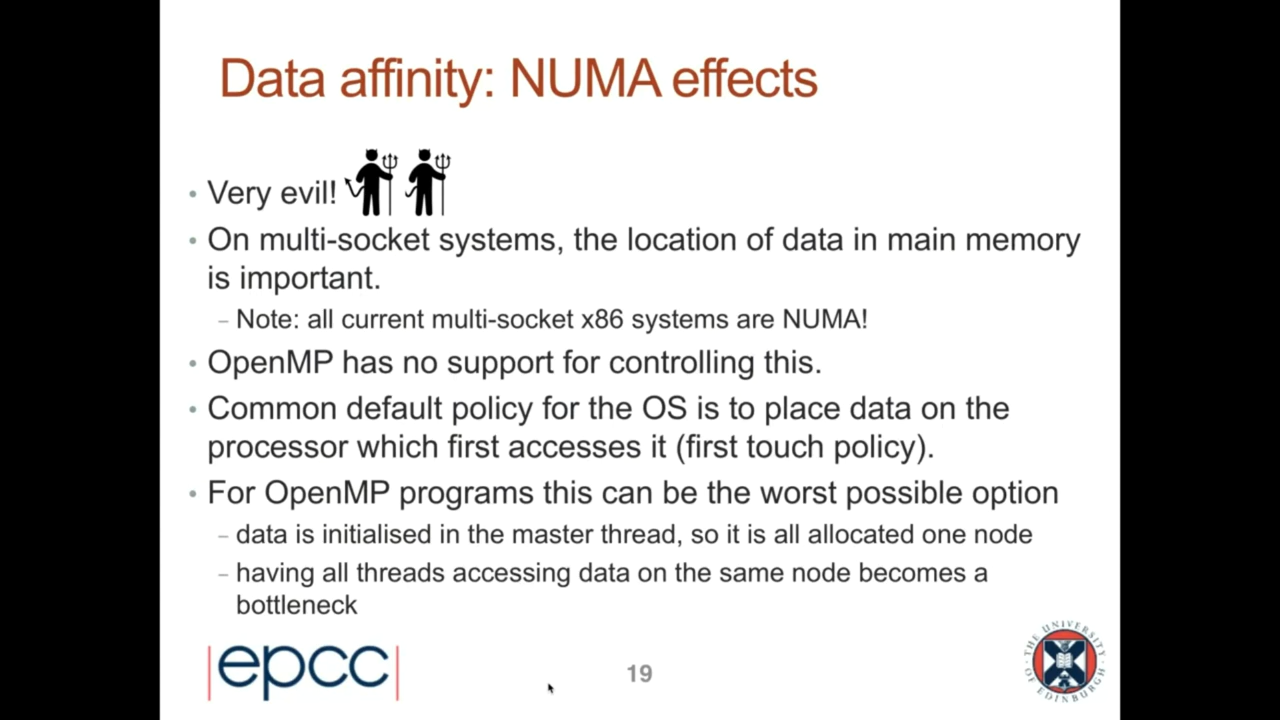 Data affinity: NUMA effects
• Very evil!
• On multi-socket systems, the location of data in main memory
is important.
– Note: all current multi-socket x86 systems are NUMA!
• OpenMP has no support for controlling this.
• Common default policy for the OS is to place data on the
processor which first accesses it (first touch policy).
• For OpenMP programs this can be the worst possible option
– data is initialised in the master thread, so it is all allocated one node
– having all threads accessing data on the same node becomes a
bottleneck
|epcc|
19
THE UNIVERSITY
OF EDINBURGH